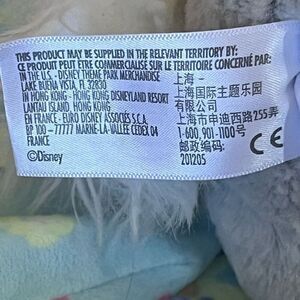 THIS PRODUCT MAY BE SUPPLIED IN THE RELEVANT TERRITORY BY:
CE PRODUIT PEUT ÊTRE COMMERCIALISÉ SUR LE TERRITOIRE CONCERNÉ PAR:
IN THE U.S. - DISNEY THEME PARK MERCHANDISE
LAKE BUENA VISTA, FL 32830
IN HONG KONG - HONG KONG DISNEYLAND RESORT
LANTAU ISLAND, HONG KONG
EN FRANCE - EURO DISNEY ASSOCIÉS S.C.A.
BP 100 - 77777 MARNE-LA-VALLÉE CEDEX 04
FRANCE
©Disney
上海 -
上海国际主题乐园
有限公司
上海市申迪西路255弄
1-600, 901-1100号
邮政编码:
201205
CE